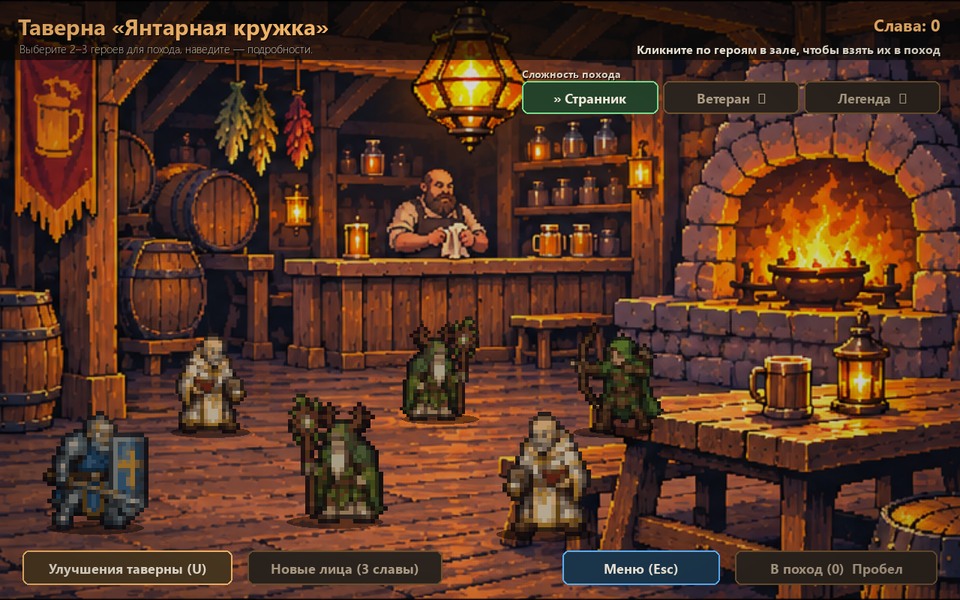 Таверна «Янтарная кружка»
Слава: 0
Выберите 2–3 героев для похода, наведите — подробности.
Кликните по героям в зале, чтобы взять их в поход
Сложность похода
» Странник
Ветеран
Легенда
Улучшения таверны (U)
Новые лица (3 славы)
Меню (Esc)
В поход (0) Пробел